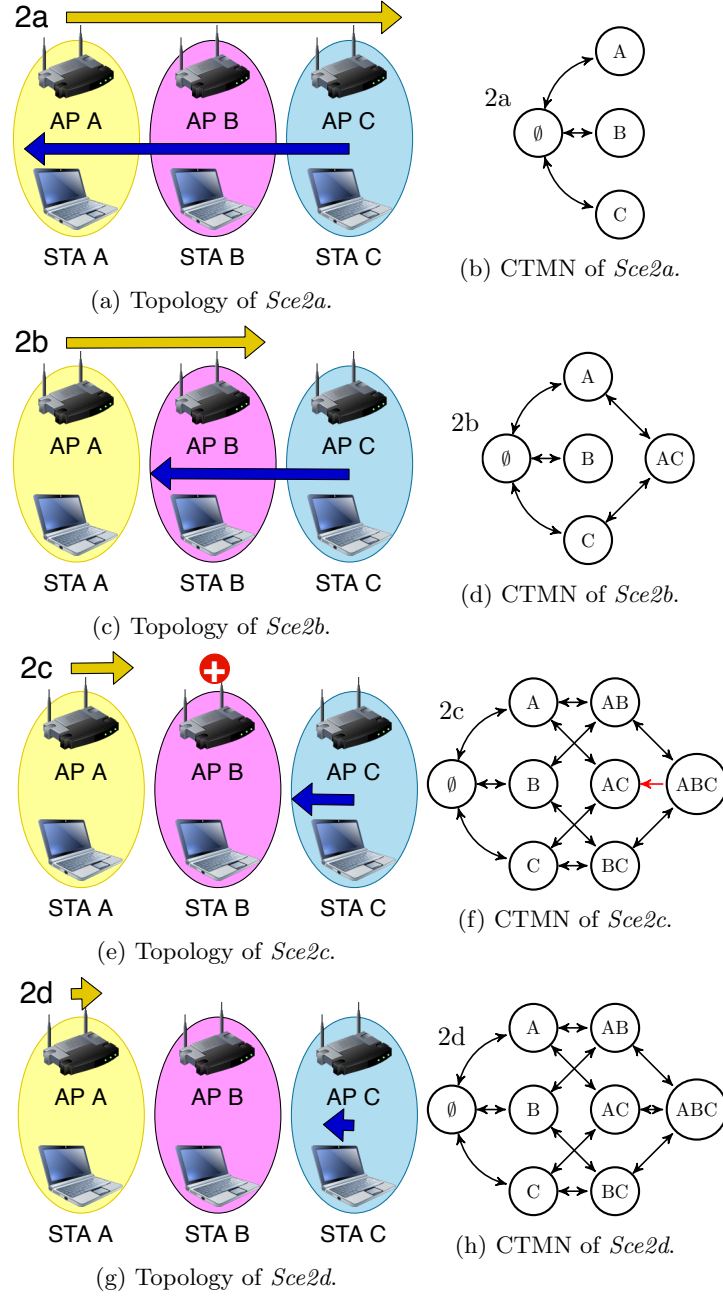 2a
AP A AP B AP C
STA A STA B STA C
(a) Topology of Sce2a.
2a
A
∅ B
C
(b) CTMN of Sce2a.
2b
AP A AP B AP C
STA A STA B STA C
(c) Topology of Sce2b.
2b
A
∅ B AC
C
(d) CTMN of Sce2b.
2c
AP A AP B AP C
STA A STA B STA C
(e) Topology of Sce2c.
2c
A AB
∅ B AC ABC
C BC
(f) CTMN of Sce2c.
2d
AP A AP B AP C
STA A STA B STA C
(g) Topology of Sce2d.
2d
A AB
∅ B AC ABC
C BC
(h) CTMN of Sce2d.